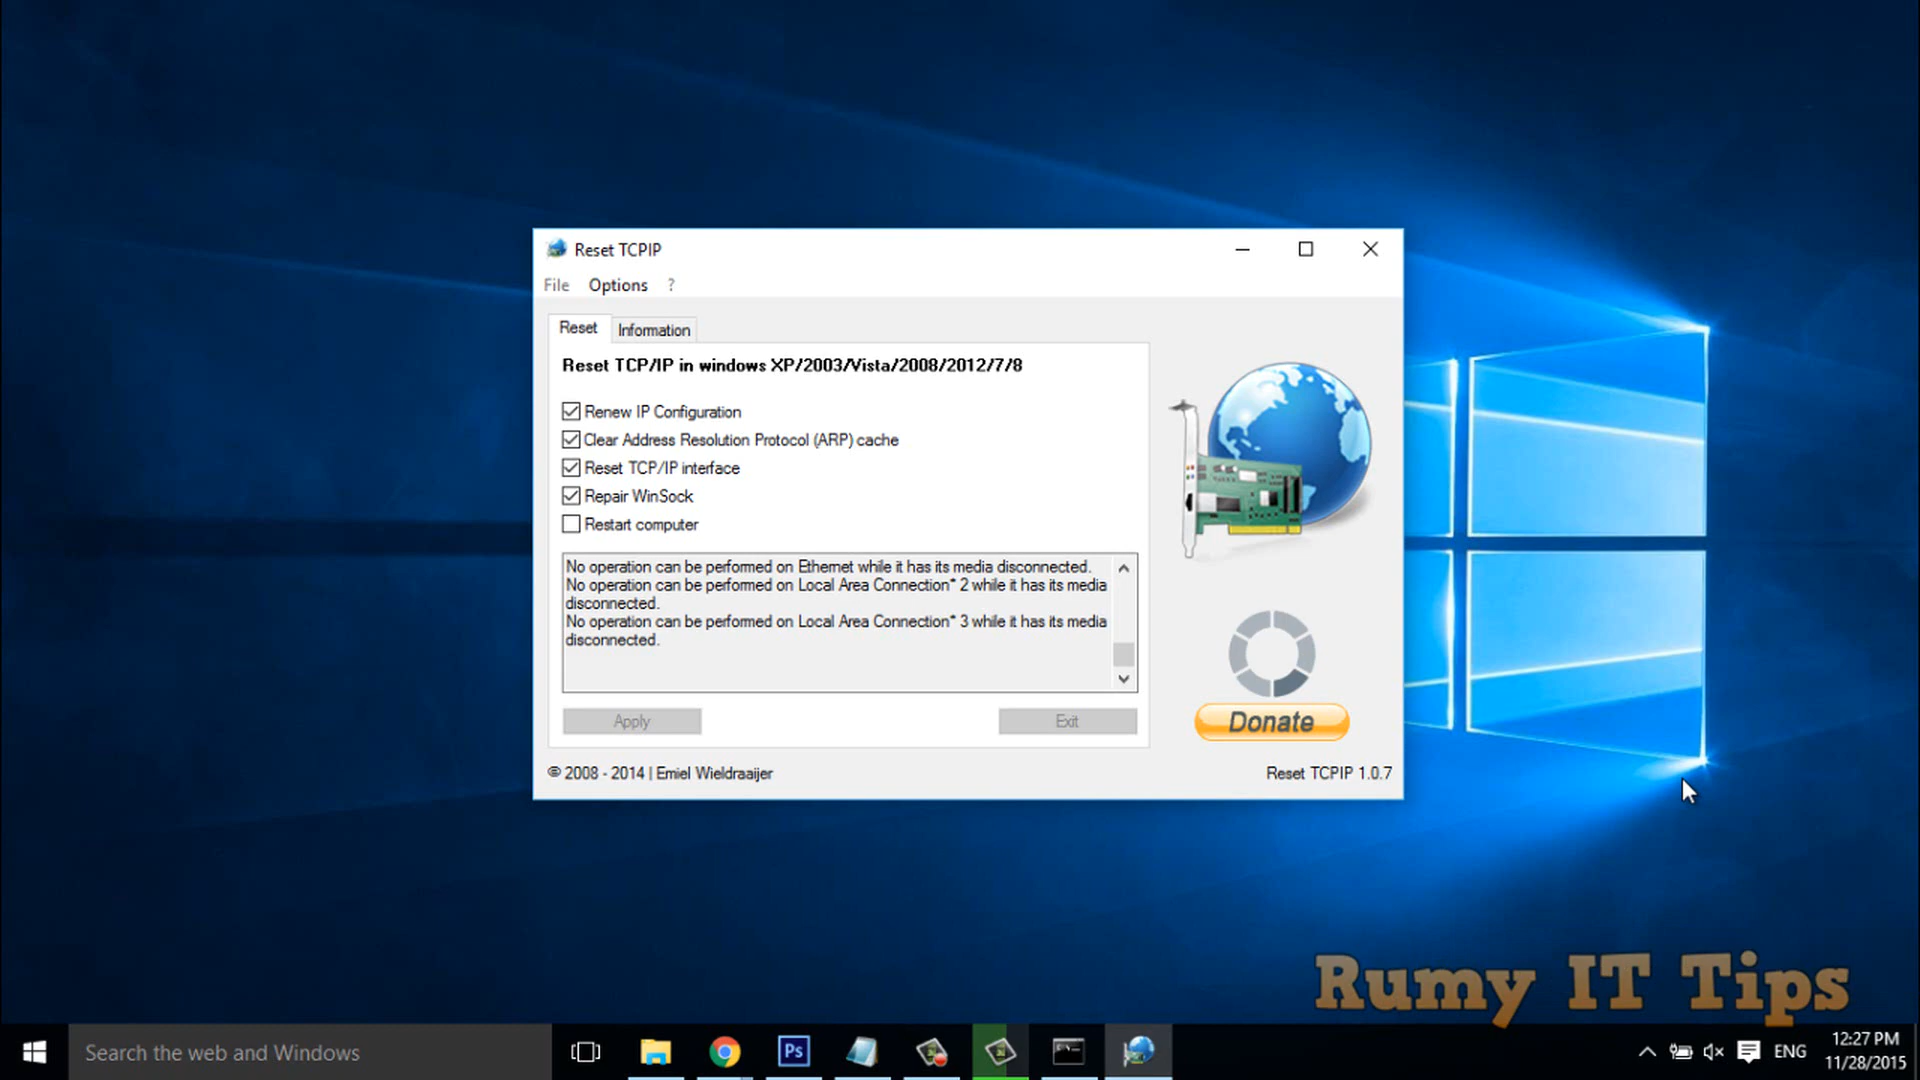 Reset TCPIP
File Options ?
Reset Information
Reset TCP/IP in windows XP/2003/Vista/2008/2012/7/8
Renew IP Configuration
Clear Address Resolution Protocol (ARP) cache
Reset TCP/IP interface
Repair WinSock
Restart computer
No operation can be performed on Ethernet while it has its media disconnected.
No operation can be performed on Local Area Connection* 2 while it has its media
disconnected.
No operation can be performed on Local Area Connection* 3 while it has its media
disconnected.
Apply Exit
Donate
© 2008 - 2014 | Emiel Wieldraaijer Reset TCPIP 1.0.7
Rumy IT Tips
Search the web and Windows
Ps
ENG
12:27 PM
11/28/2015